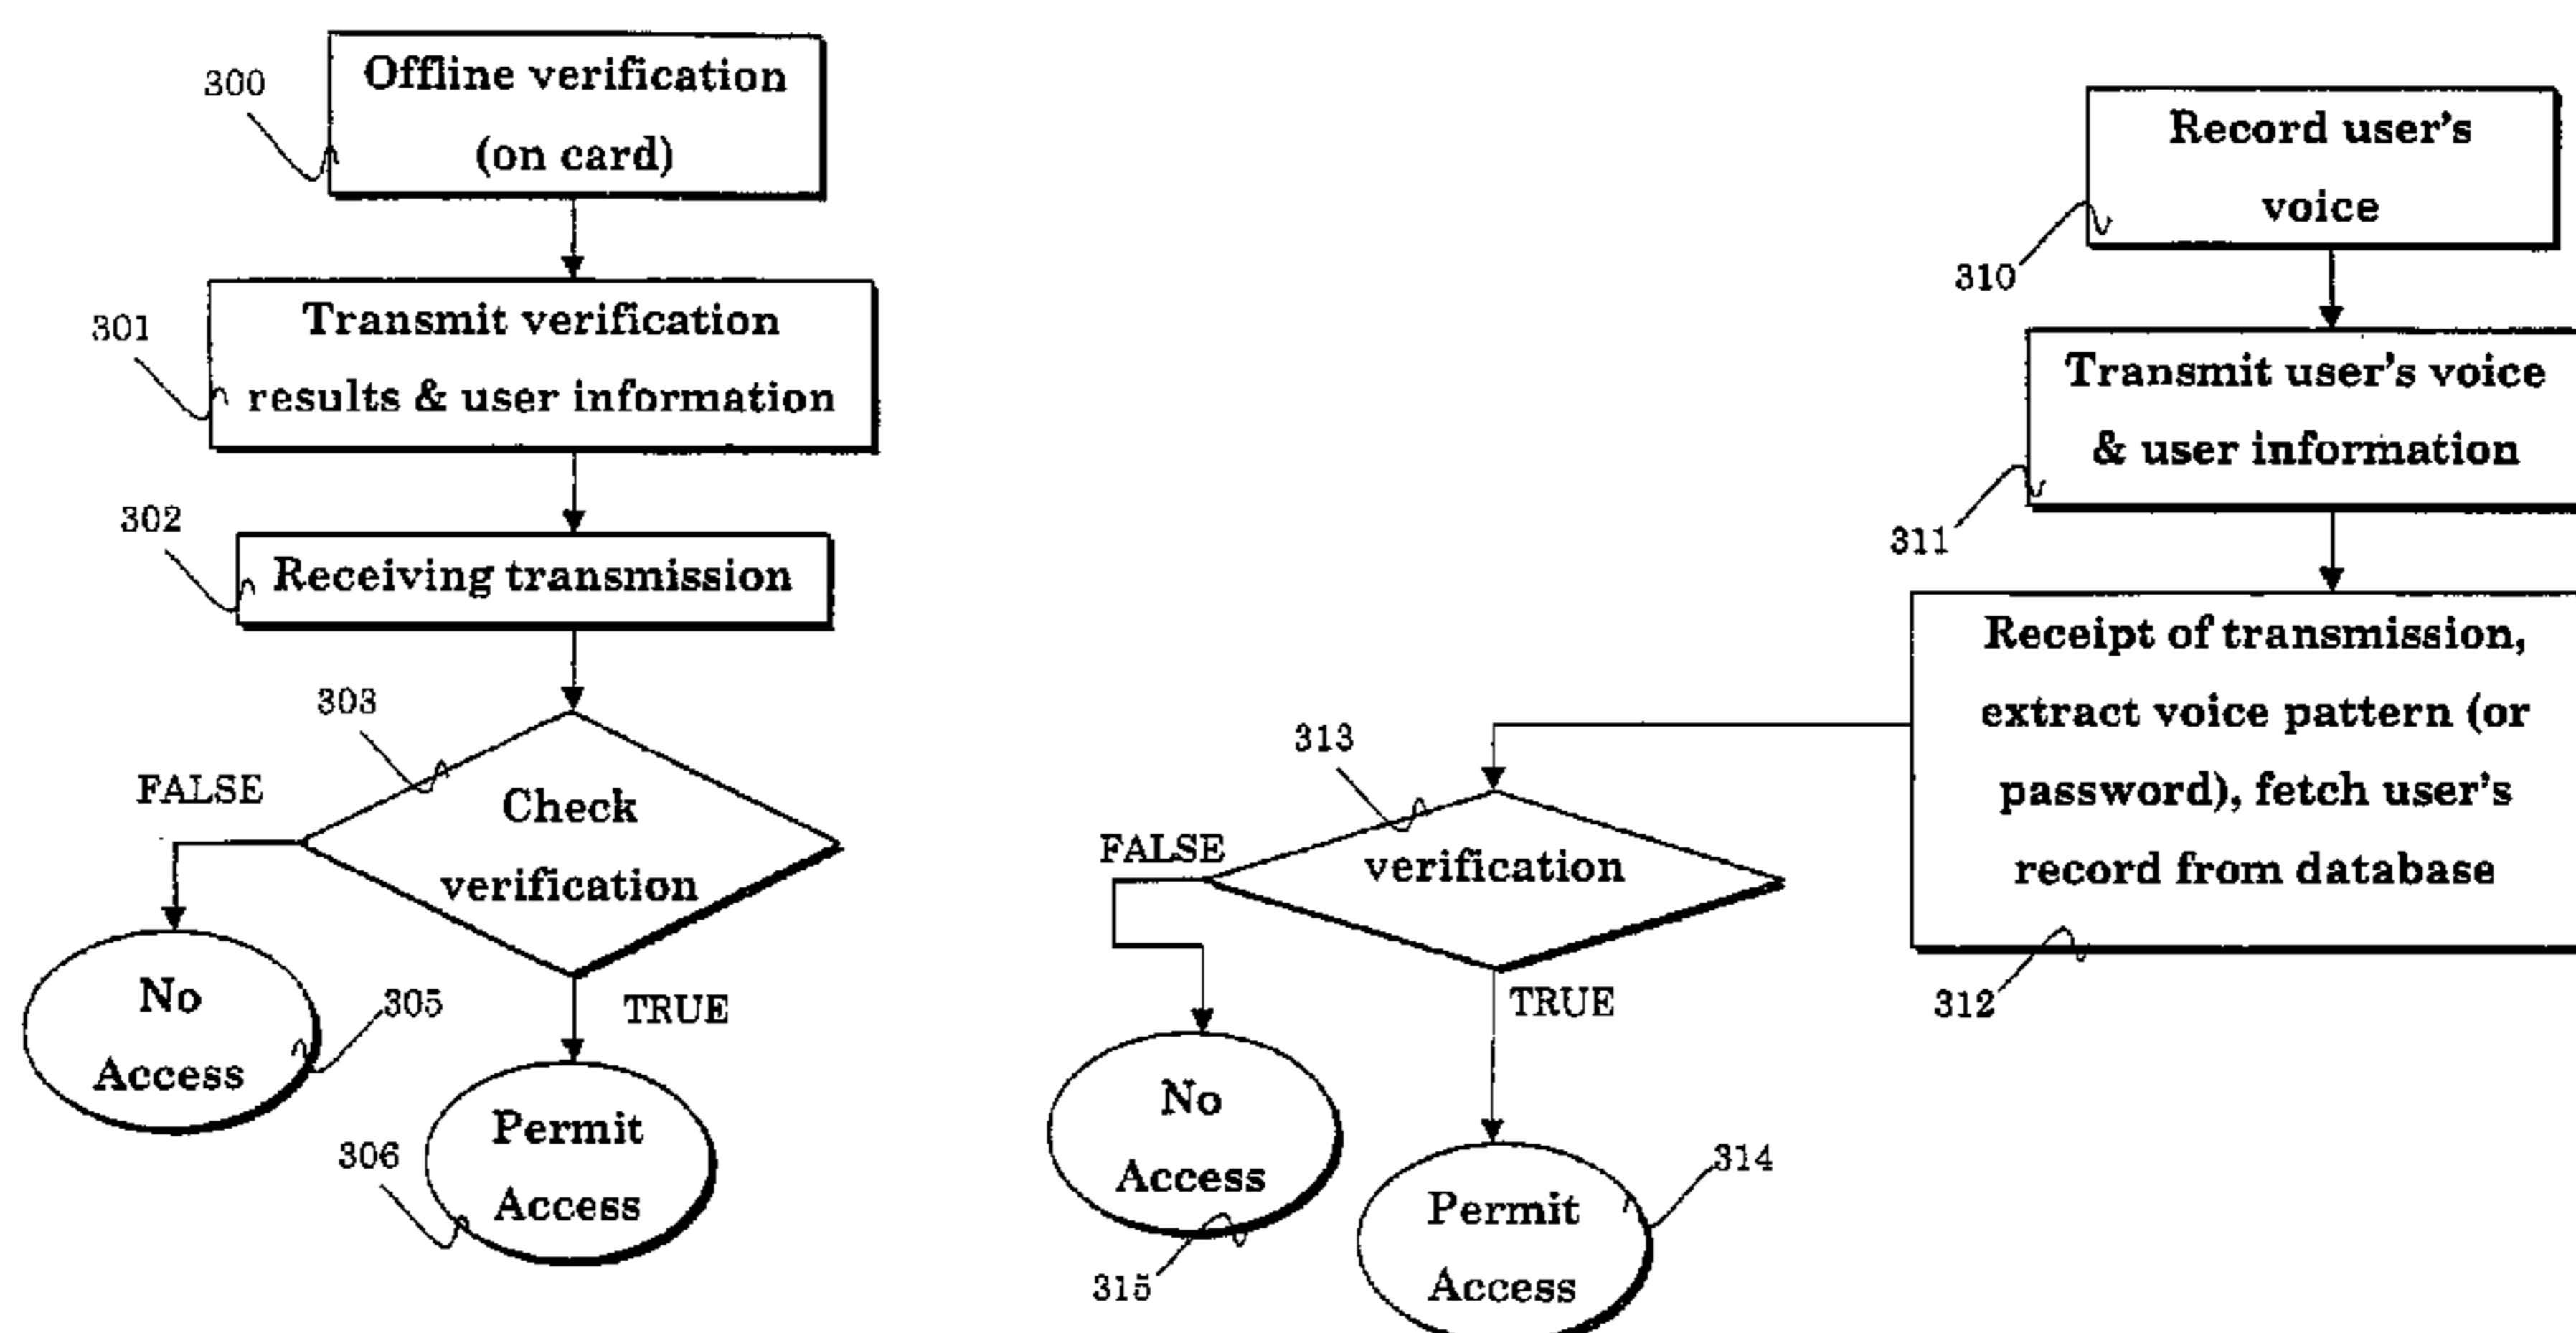 300
Offline verification
(on card)
301
Transmit verification
results & user information
302
Receiving transmission
303
FALSE
Check
verification
No
Access
305
TRUE
306
Permit
Access
310
Record user's
voice
311
Transmit user's voice
& user information
Receipt of transmission,
extract voice pattern (or
password), fetch user's
record from database
312
313
FALSE
verification
TRUE
No
Access
315
314
Permit
Access